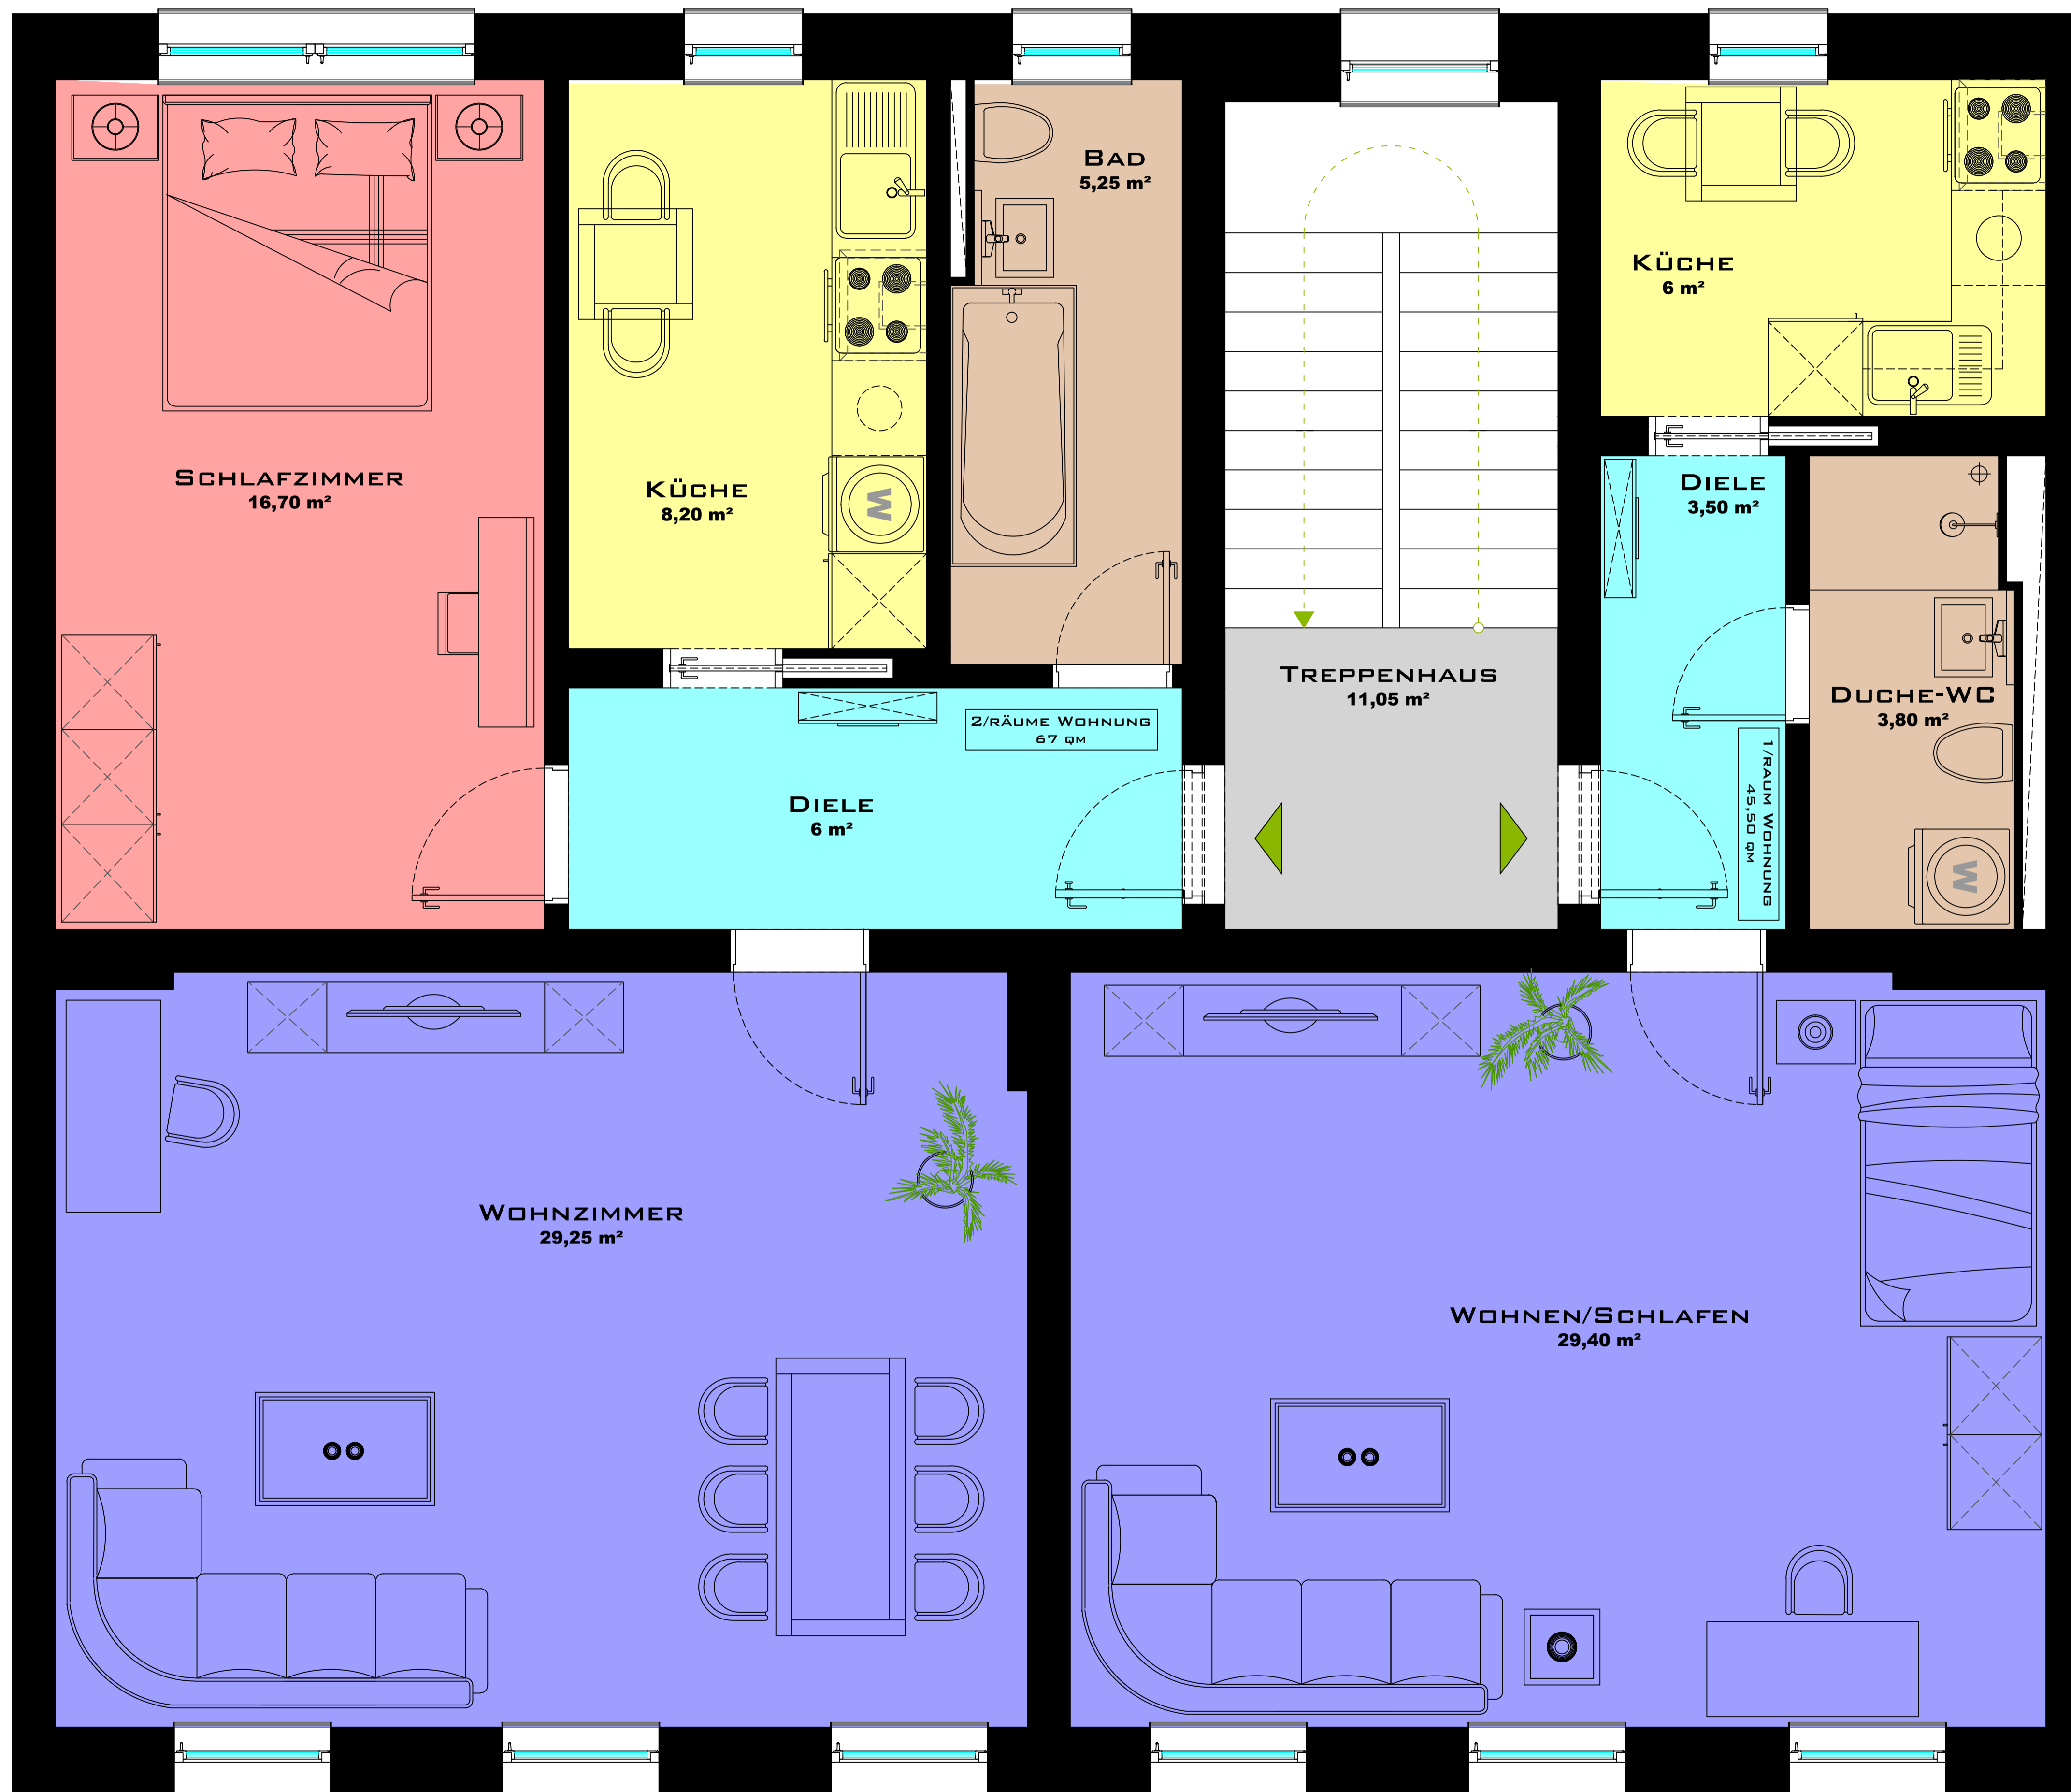 Bad
5,25 m²
Küche
6 m²
Schlafzimmer
16,70 m²
Küche
8,20 m²
W
Diele
3,50 m²
Treppenhaus
11,05 m²
Duche-WC
3,80 m²
2/räume Wohnung
67 qm
Diele
6 m²
1/raum Wohnung
45,50 qm
W
Wohnzimmer
29,25 m²
Wohnen/Schlafen
29,40 m²